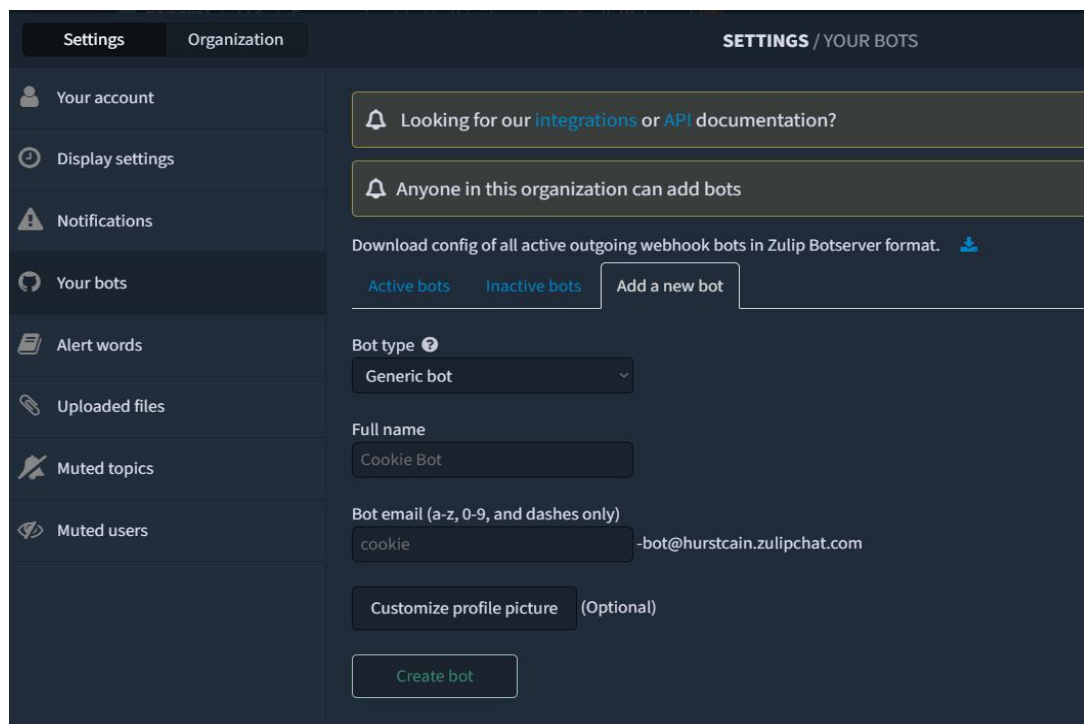 Settings
Organization
SETTINGS / YOUR BOTS
Your account
Display settings
Notifications
Your bots
Alert words
Uploaded files
Muted topics
Muted users
Looking for our integrations or API documentation?
Anyone in this organization can add bots
Download config of all active outgoing webhook bots in Zulip Botserver format.
Active bots
Inactive bots
Add a new bot
Bot type
Generic bot
Full name
Cookie Bot
Bot email (a-z, 0-9, and dashes only)
cookie
-bot@hurstcain.zulipchat.com
Customize profile picture
(Optional)
Create bot